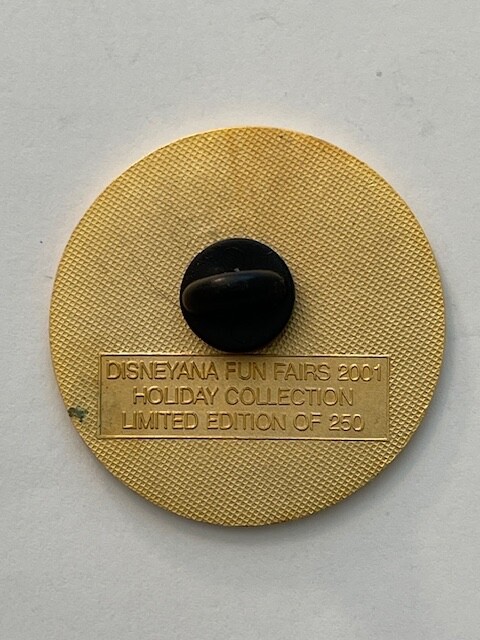 DISNEYANA FUN FAIRS 2001
HOLIDAY COLLECTION
LIMITED EDITION OF 250